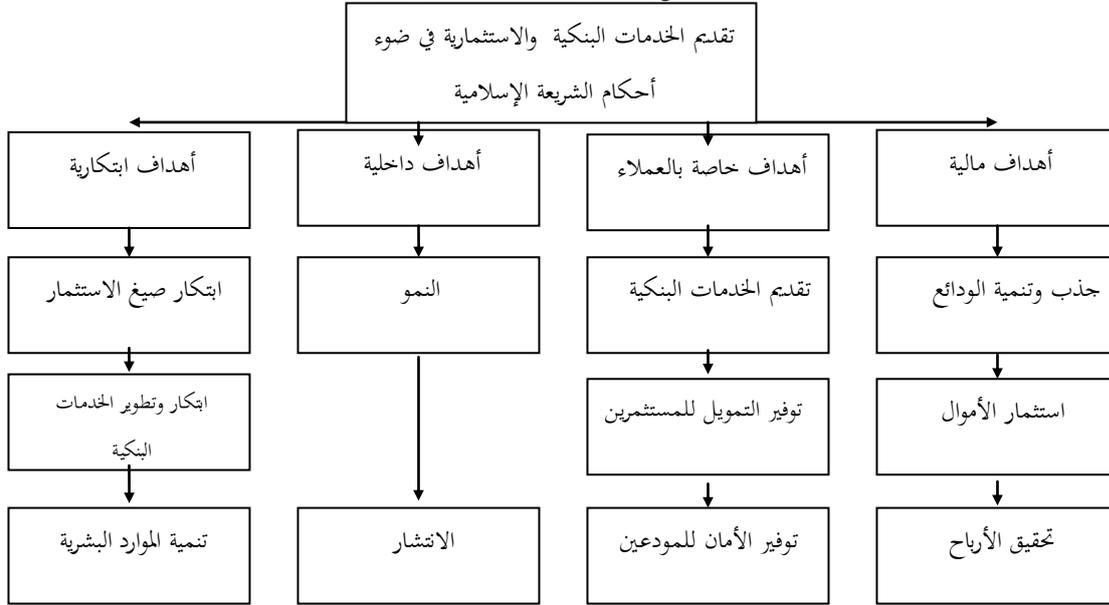 تقديم الخدمات البنكية والاستثمارية في ضوء
أحكام الشريعة الإسلامية
أهداف مالية
أهداف خاصة بالعملاء
أهداف داخلية
أهداف ابتكارية
جذب وتنمية الودائع
تقديم الخدمات البنكية
النمو
ابتكار صيغ الاستثمار
استثمار الأموال
توفير التمويل للمستثمرين
ابتكار وتطوير الخدمات
البنكية
تحقيق الأرباح
توفير الأمان للمودعين
الانتشار
تنمية الموارد البشرية